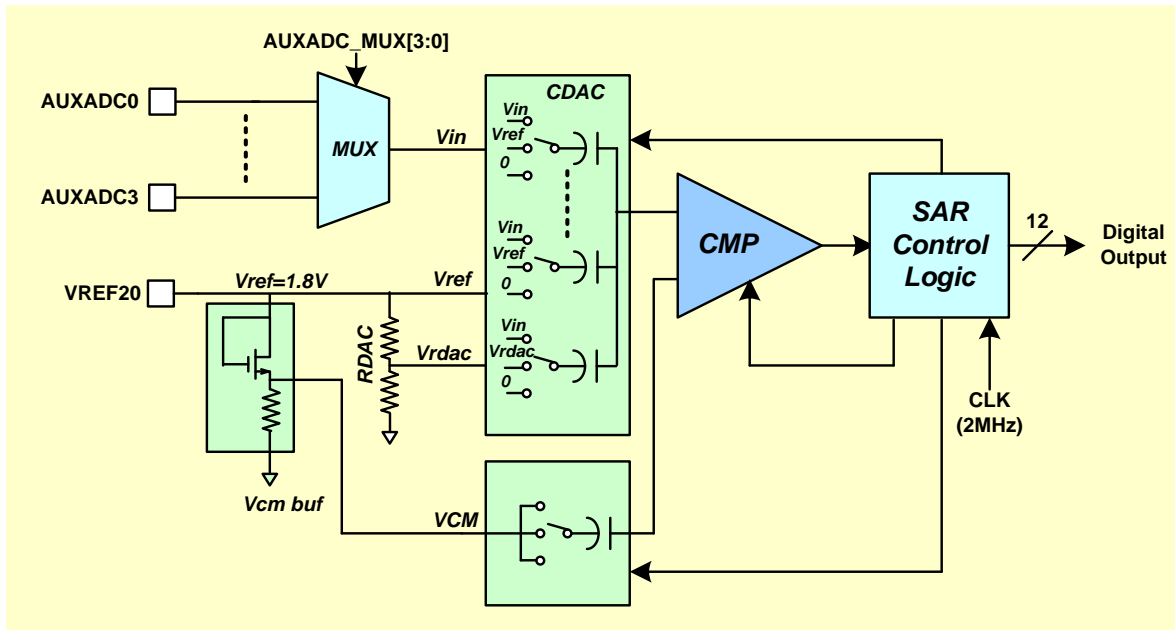 AUXADC_MUX[3:0]
AUXADC0
AUXADC3
MUX
Vin
CDAC
Vin
Vref
0
Vin
Vref
0
Vin
Vrdac
0
VREF20
Vref=1.8V
Vref
RDAC
Vrdac
Vcm buf
VCM
CMP
SAR
Control
Logic
12
Digital
Output
CLK
(2MHz)